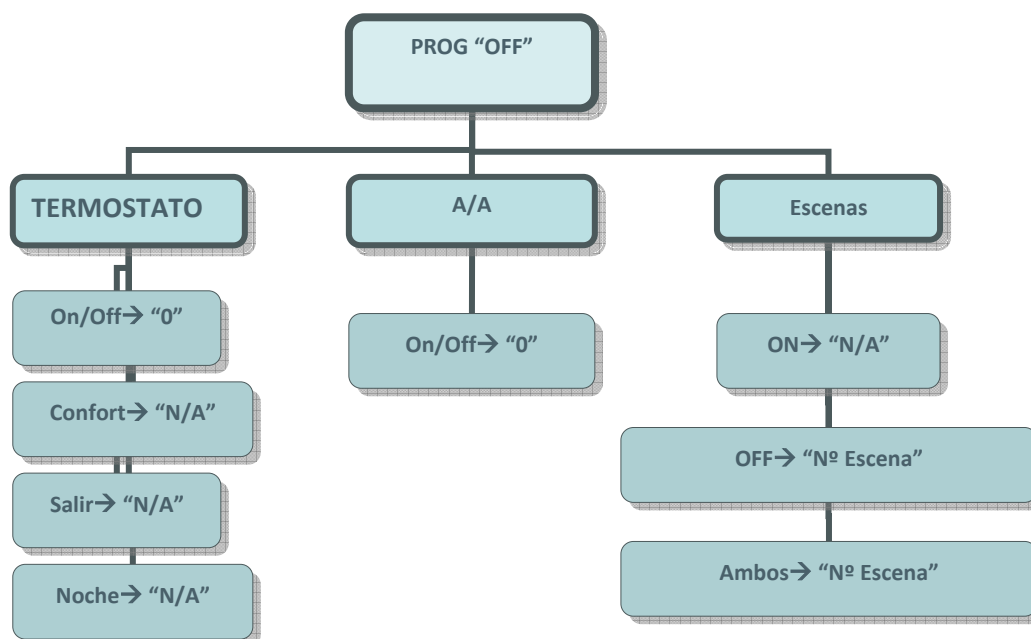 PROG “OFF”
TERMOSTATO
A/A
Escenas
On/Off→ “0”
Confort→ “N/A”
Salir→ “N/A”
Noche→ “N/A”
On/Off→ “0”
ON→ “N/A”
OFF→ “Nº Escena”
Ambos→ “Nº Escena”